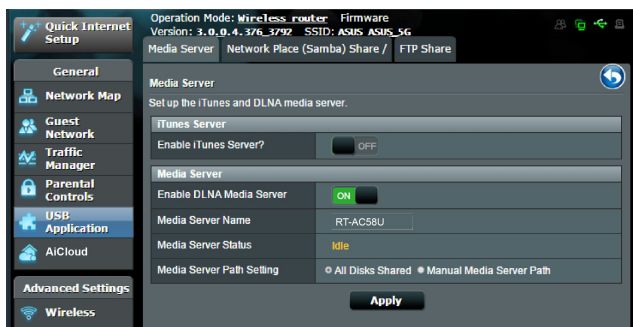 Quick Internet
Setup
Operation Mode: Wireless router Firmware
Version: 3.0.0.4.376_3792 SSID: ASUS ASUS_5G
Media Server Network Place (Samba) Share / FTP Share
General
Network Map
Guest
Network
Traffic
Manager
Parental
Controls
USB
Application
AiCloud
Advanced Settings
Wireless
Media Server
Set up the iTunes and DLNA media server.
iTunes Server
Enable iTunes Server? OFF
Media Server
Enable DLNA Media Server ON
Media Server Name RT-AC58U
Media Server Status Idle
Media Server Path Setting All Disks Shared Manual Media Server Path
Apply